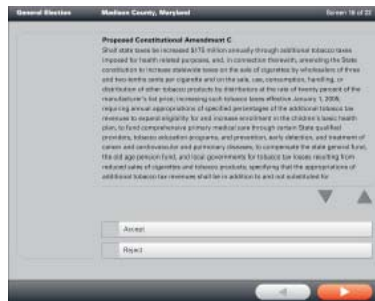 General Election Madison County, Maryland Screen 18 of 22
Proposed Constitutional Amendment C
Shall state taxes be increased $175 million annually through additional tobacco taxes
imposed for health related purposes, and, in connection therewith, amending the State
constitution to increase statewide taxes on the sale of cigarettes by wholesalers of three
and two-tenths cents per cigarette and on the sale, use, consumption, handling, or
distribution of other tobacco products by distributors at the rate of twenty percent of the
manufacturer's list price; increasing such tobacco taxes effective January 1, 2005;
requiring annual appropriations of specified percentages of the additional tobacco tax
revenues to expand eligibility for and increase enrollment in the children's basic health
plan, to fund comprehensive primary medical care through certain State qualified
providers, tobacco education programs, and prevention, early detection, and treatment of
cancer and cardiovascular and pulmonary diseases, to compensate the state general fund,
the old age pension fund, and local governments for tobacco tax losses resulting from
reduced sales of cigarettes and tobacco products; specifying that the appropriations of
additional tobacco tax revenues shall be in addition to and not substituted for
Accept
Reject